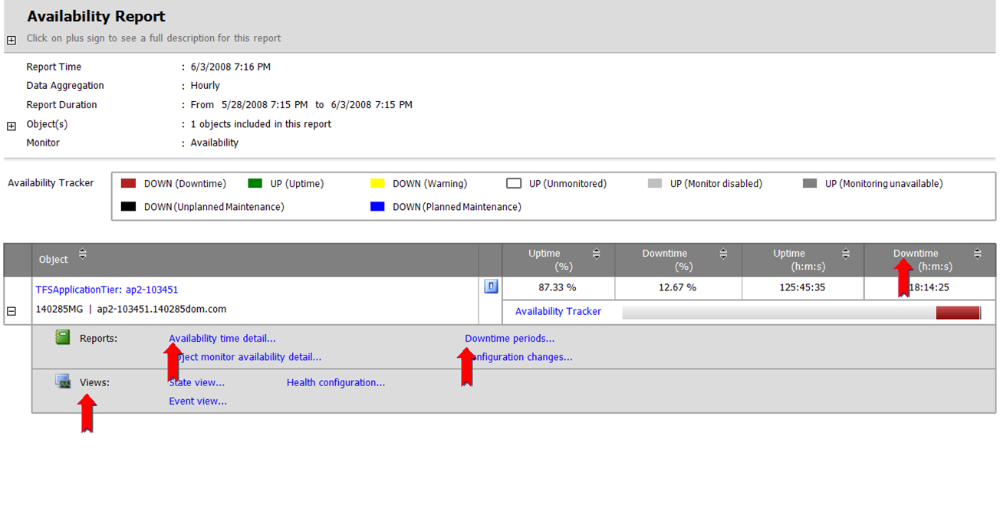 Availability Report
Click on plus sign to see a full description for this report
Report Time : 6/3/2008 7:16 PM
Data Aggregation : Hourly
Report Duration : From 5/28/2008 7:15 PM to 6/3/2008 7:15 PM
Object(s) : 1 objects included in this report
Monitor : Availability
Availability Tracker DOWN (Downtime) UP (Uptime) DOWN (Warning) UP (Unmonitored) UP (Monitor disabled) UP (Monitoring unavailable)
DOWN (Unplanned Maintenance) DOWN (Planned Maintenance)
Object Uptime Downtime Uptime Downtime
(%) (%) (h:m:s) (h:m:s)
TFSApplicationTier: ap2-103451 87.33 % 12.67 % 125:45:35 18:14:25
140285MG | ap2-103451.140285dom.com Availability Tracker
Reports: Availability time detail... Downtime periods...
monitor availability detail... changes...
Views: State view... Health configuration...
Event view...